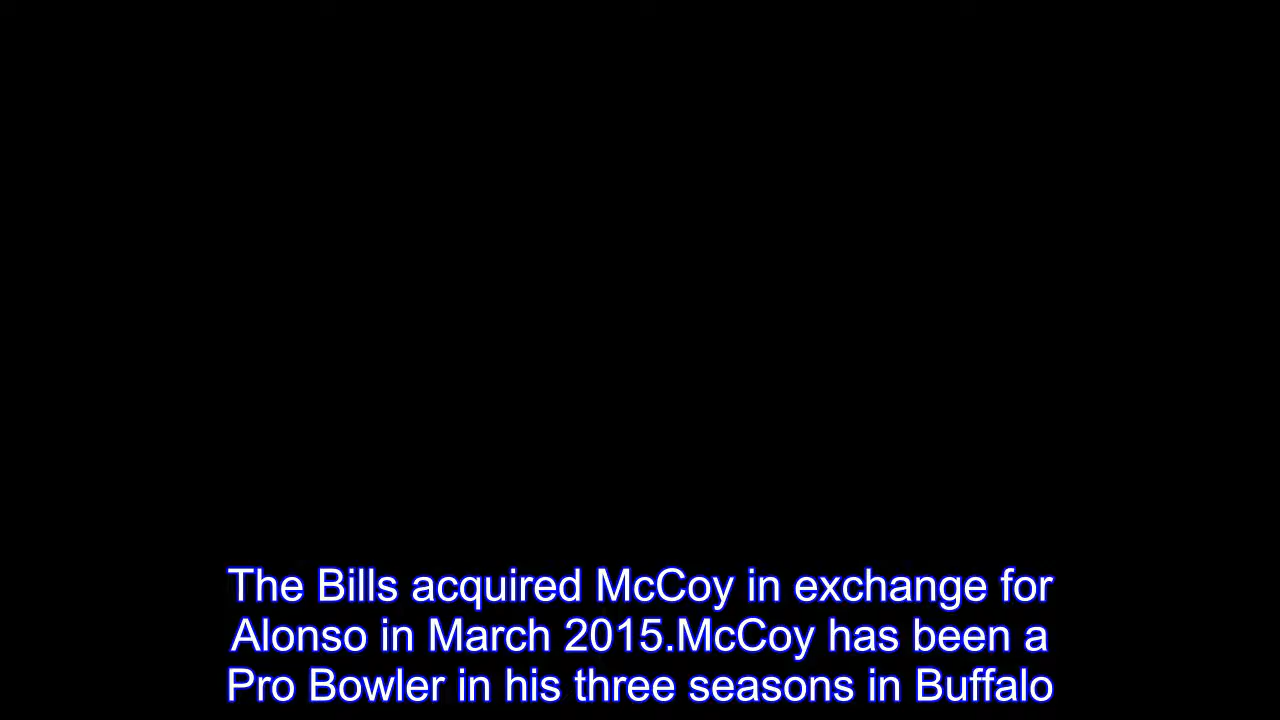 The Bills acquired McCoy in exchange for
Alonso in March 2015.McCoy has been a
Pro Bowler in his three seasons in Buffalo